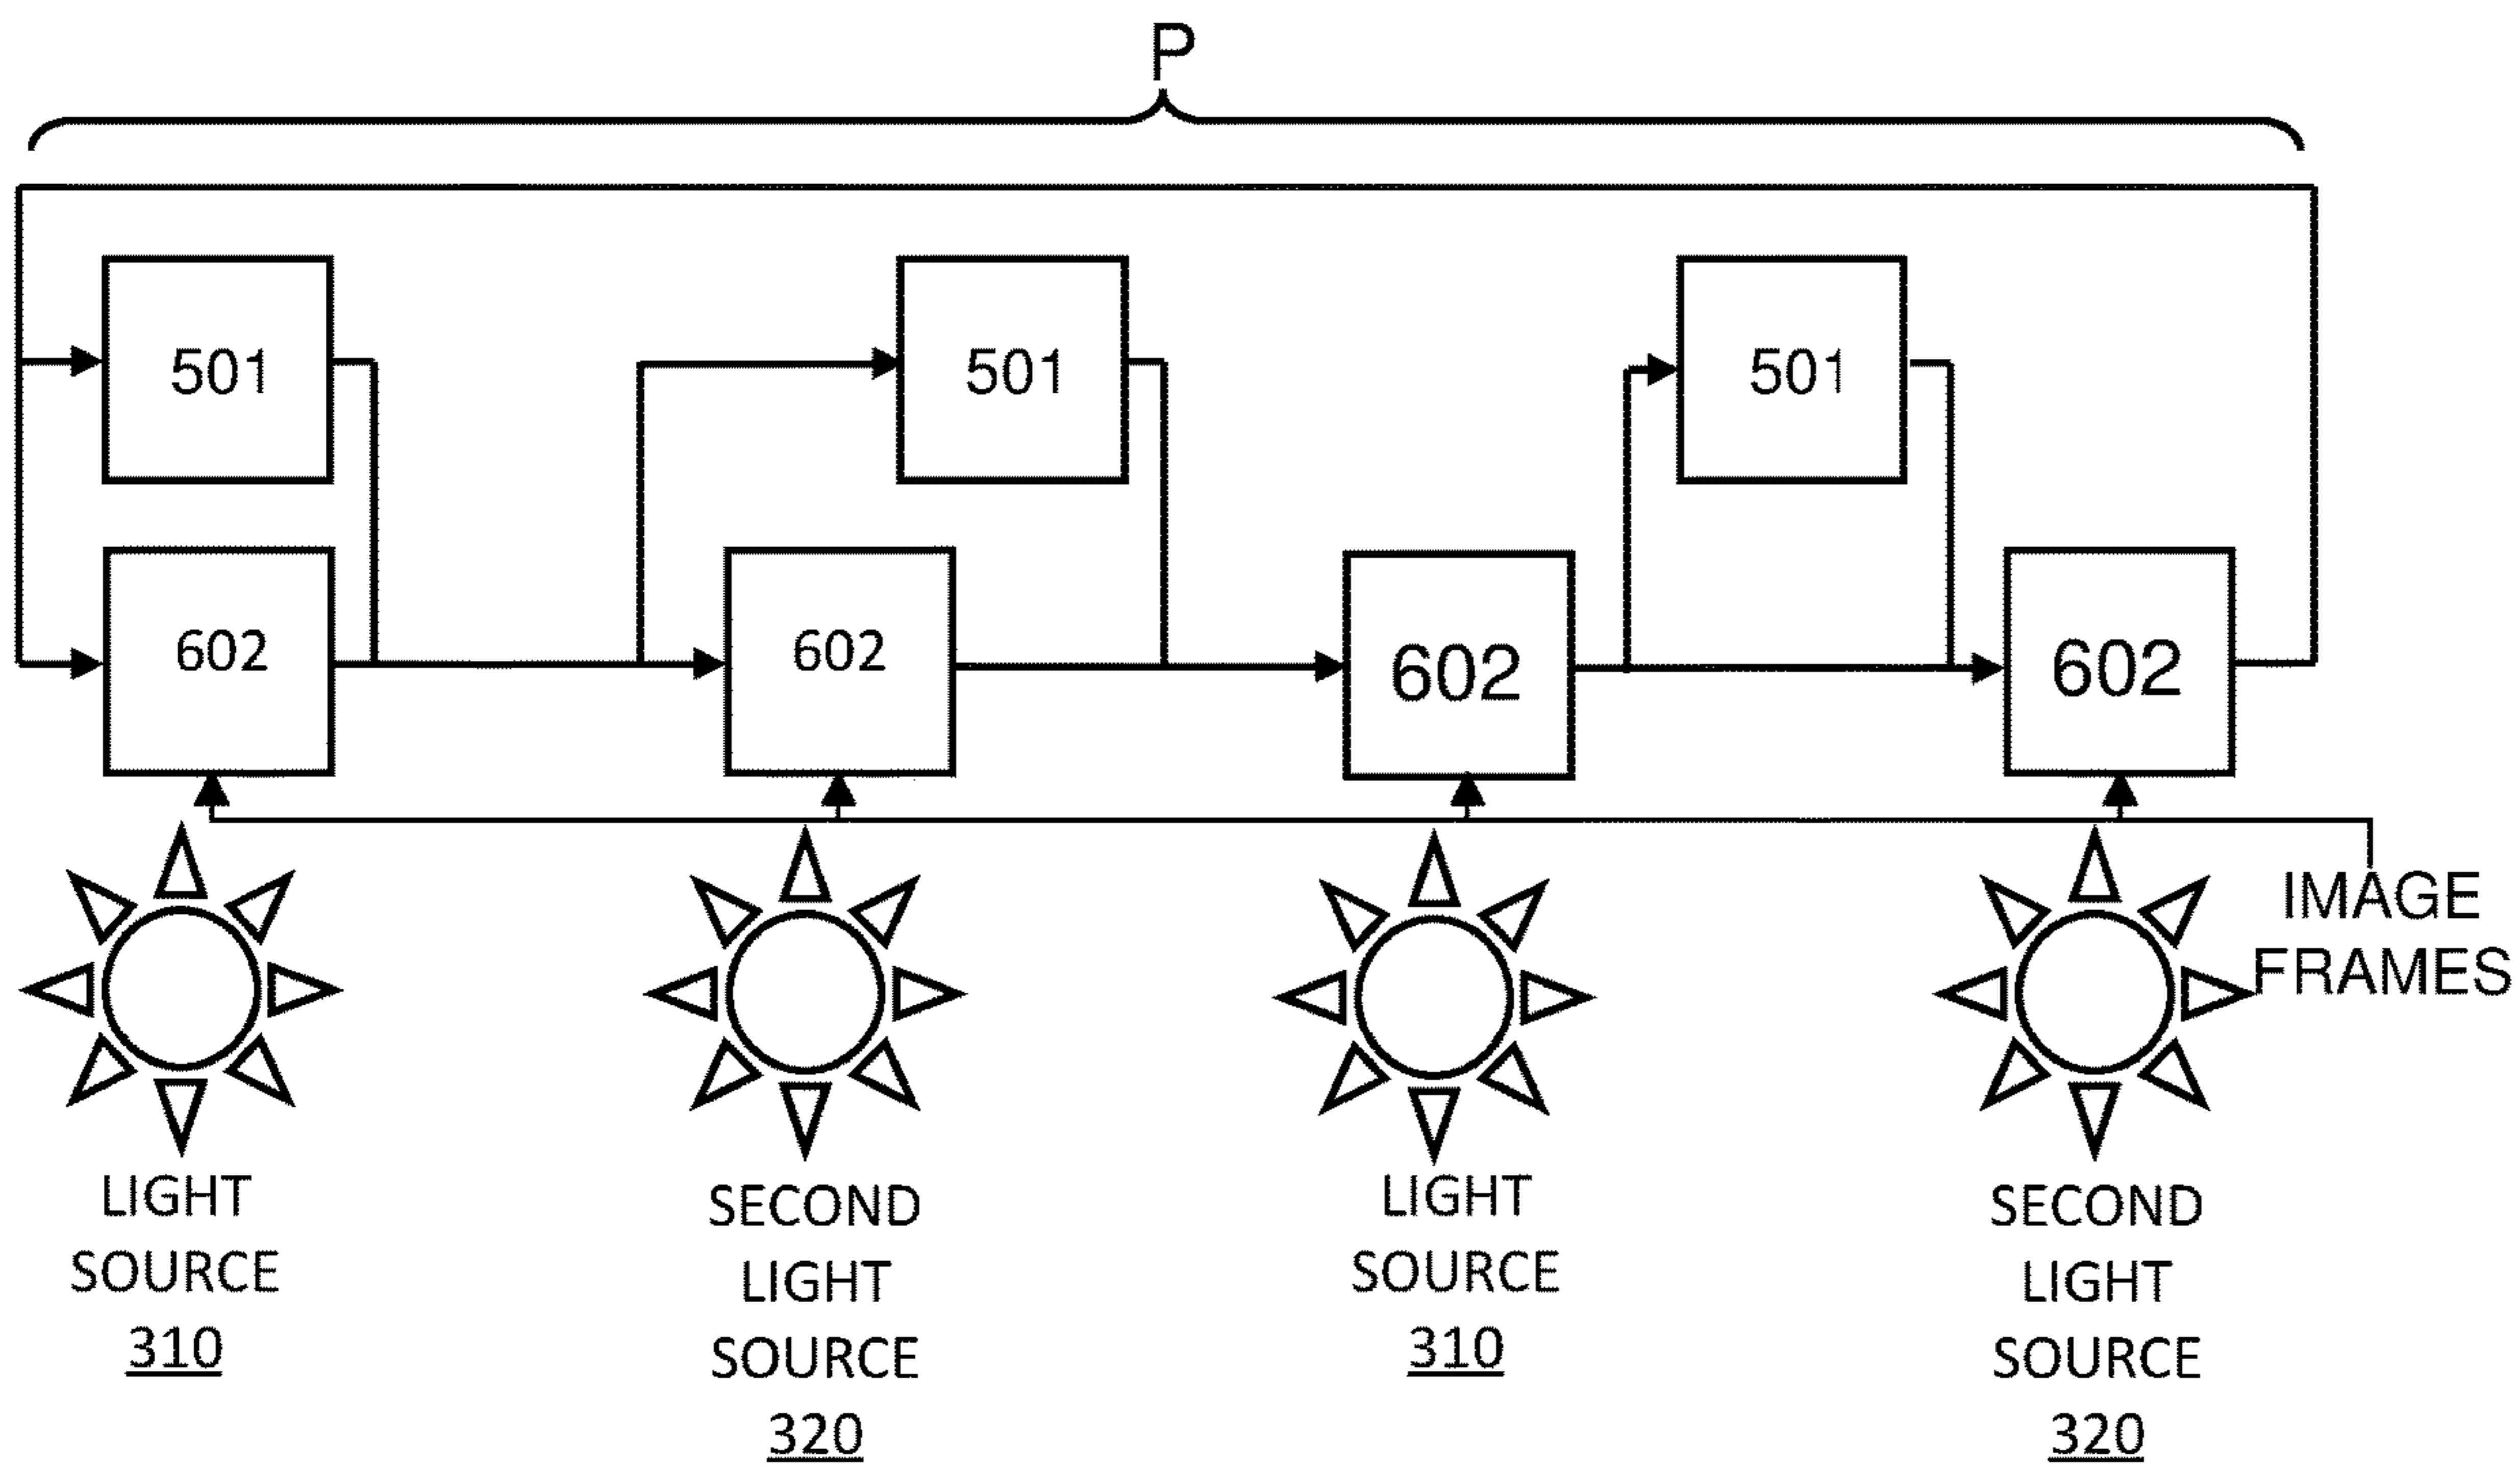 P
501
501
501
602
602
602
602
IMAGE
FRAMES
LIGHT
SOURCE
310
SECOND
LIGHT
SOURCE
320
LIGHT
SOURCE
310
SECOND
LIGHT
SOURCE
320